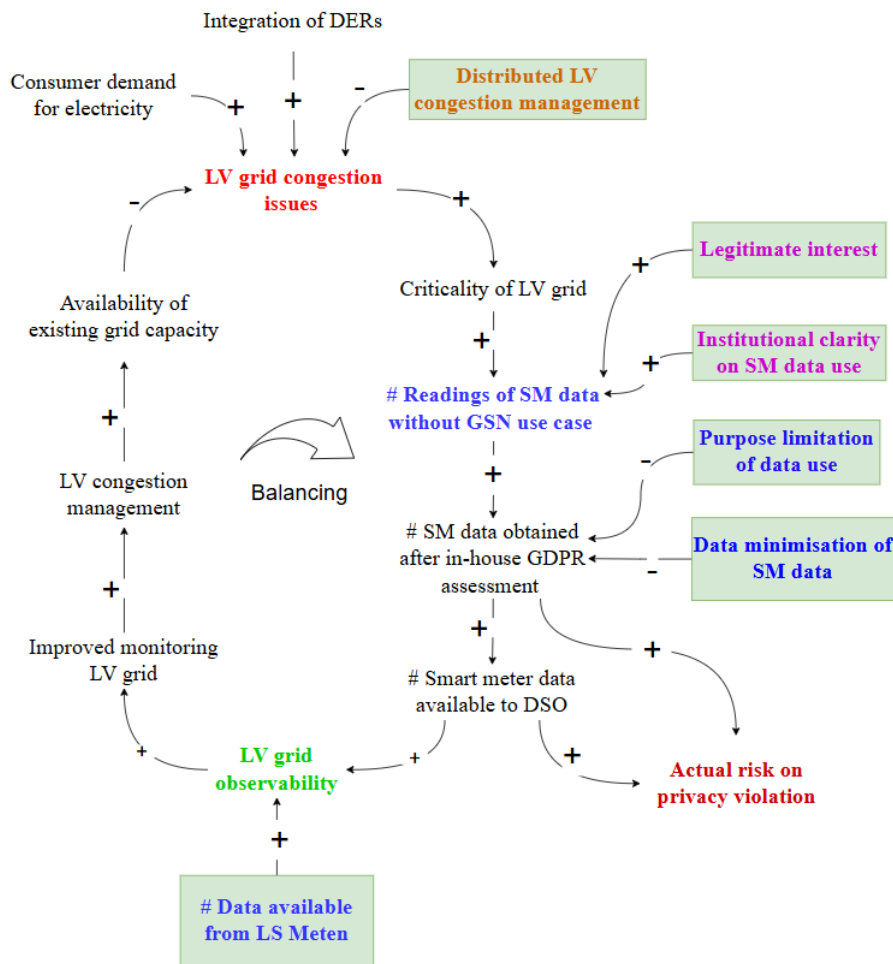 Integration of DERs
Consumer demand
for electricity
+
+
-
Distributed LV
congestion management
LV grid congestion
issues
-
+
Legitimate interest
+
Availability of
existing grid capacity
Criticality of LV grid
+
Institutional clarity
on SM data use
+
# Readings of SM data
without GSN use case
+
Purpose limitation
of data use
-
LV congestion
management
Balancing
+
# SM data obtained
after in-house GDPR
assessment
Data minimisation of
SM data
-
+
+
+
Improved monitoring
LV grid
# Smart meter data
available to DSO
+
+
+
LV grid
observability
Actual risk on
privacy violation
+
# Data available
from LS Meten